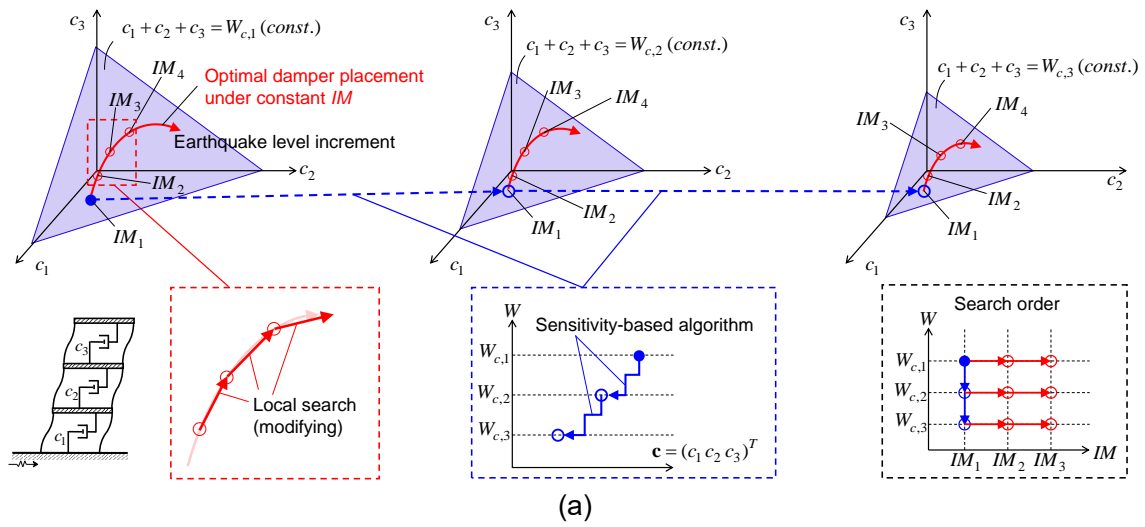 c3
c1 + c2 + c3 = Wc,1 (const.)
IM4
IM3
Optimal damper placement
under constant IM
Earthquake level increment
IM2
c2
IM1
c1
c3
c1 + c2 + c3 = Wc,2 (const.)
IM3
IM4
c2
IM2
IM1
c1
c3
c1 + c2 + c3 = Wc,3 (const.)
IM4
IM3
c2
IM2
IM1
c1
c3
c2
c1
Local search
(modifying)
W
Sensitivity-based algorithm
Wc,1
Wc,2
Wc,3
c = (c1 c2 c3)^T
Search order
W
Wc,1
Wc,2
Wc,3
IM1 IM2 IM3 IM
(a)